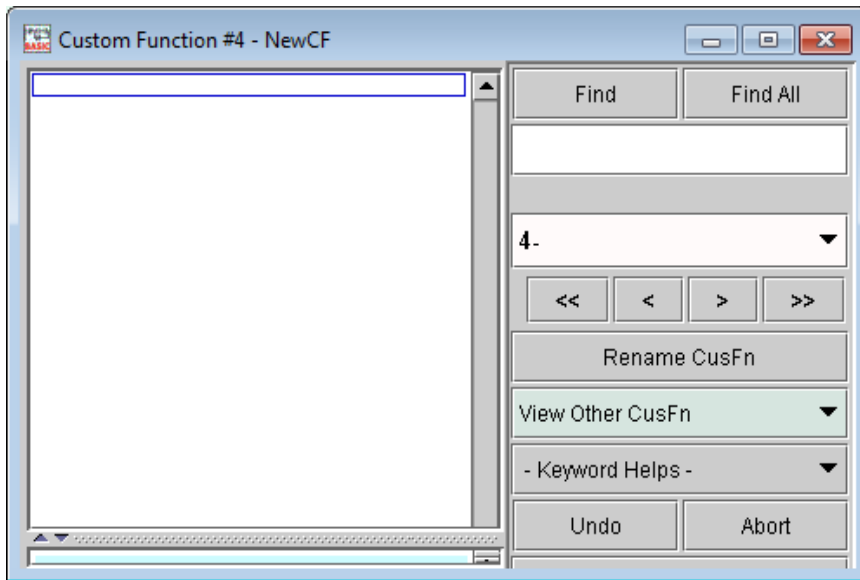 Custom Function #4 - NewCF
Find Find All
4-
<< < > >>
Rename CusFn
View Other CusFn
- Keyword Helps -
Undo Abort